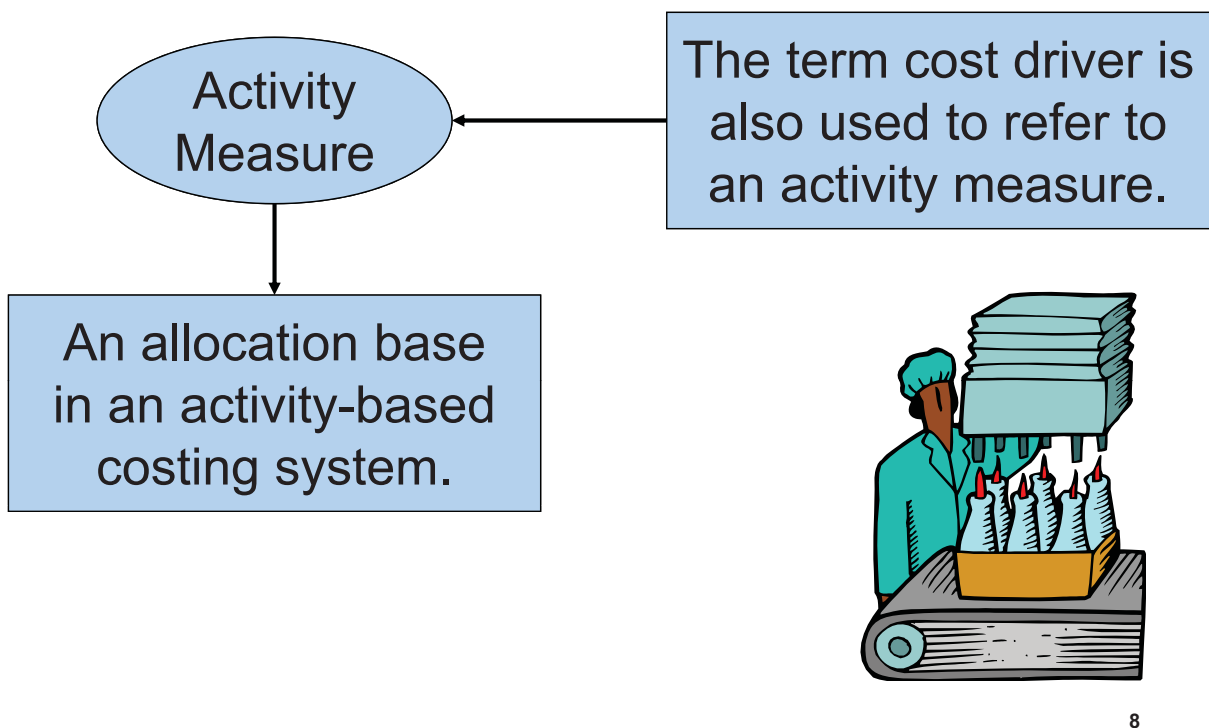 Activity
Measure
The term cost driver is
also used to refer to
an activity measure.
An allocation base
in an activity-based
costing system.
8